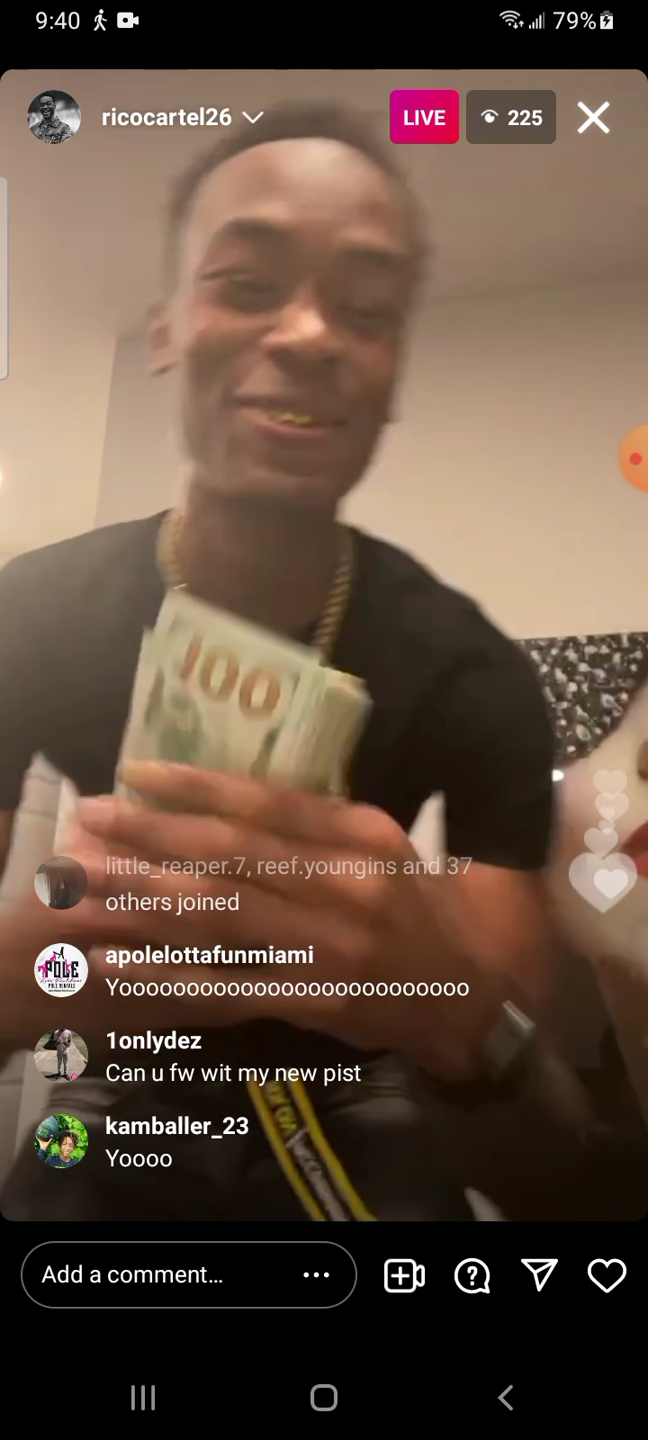 9:40
79%
ricocartel26
LIVE
225
100
little_reaper.7, reef.youngins and 37
others joined
apolelottafunmiami
Yooooooooooooooooooooooooooo
1onlydez
Can u fw wit my new pist
kamballer_23
Yoooo
Add a comment...